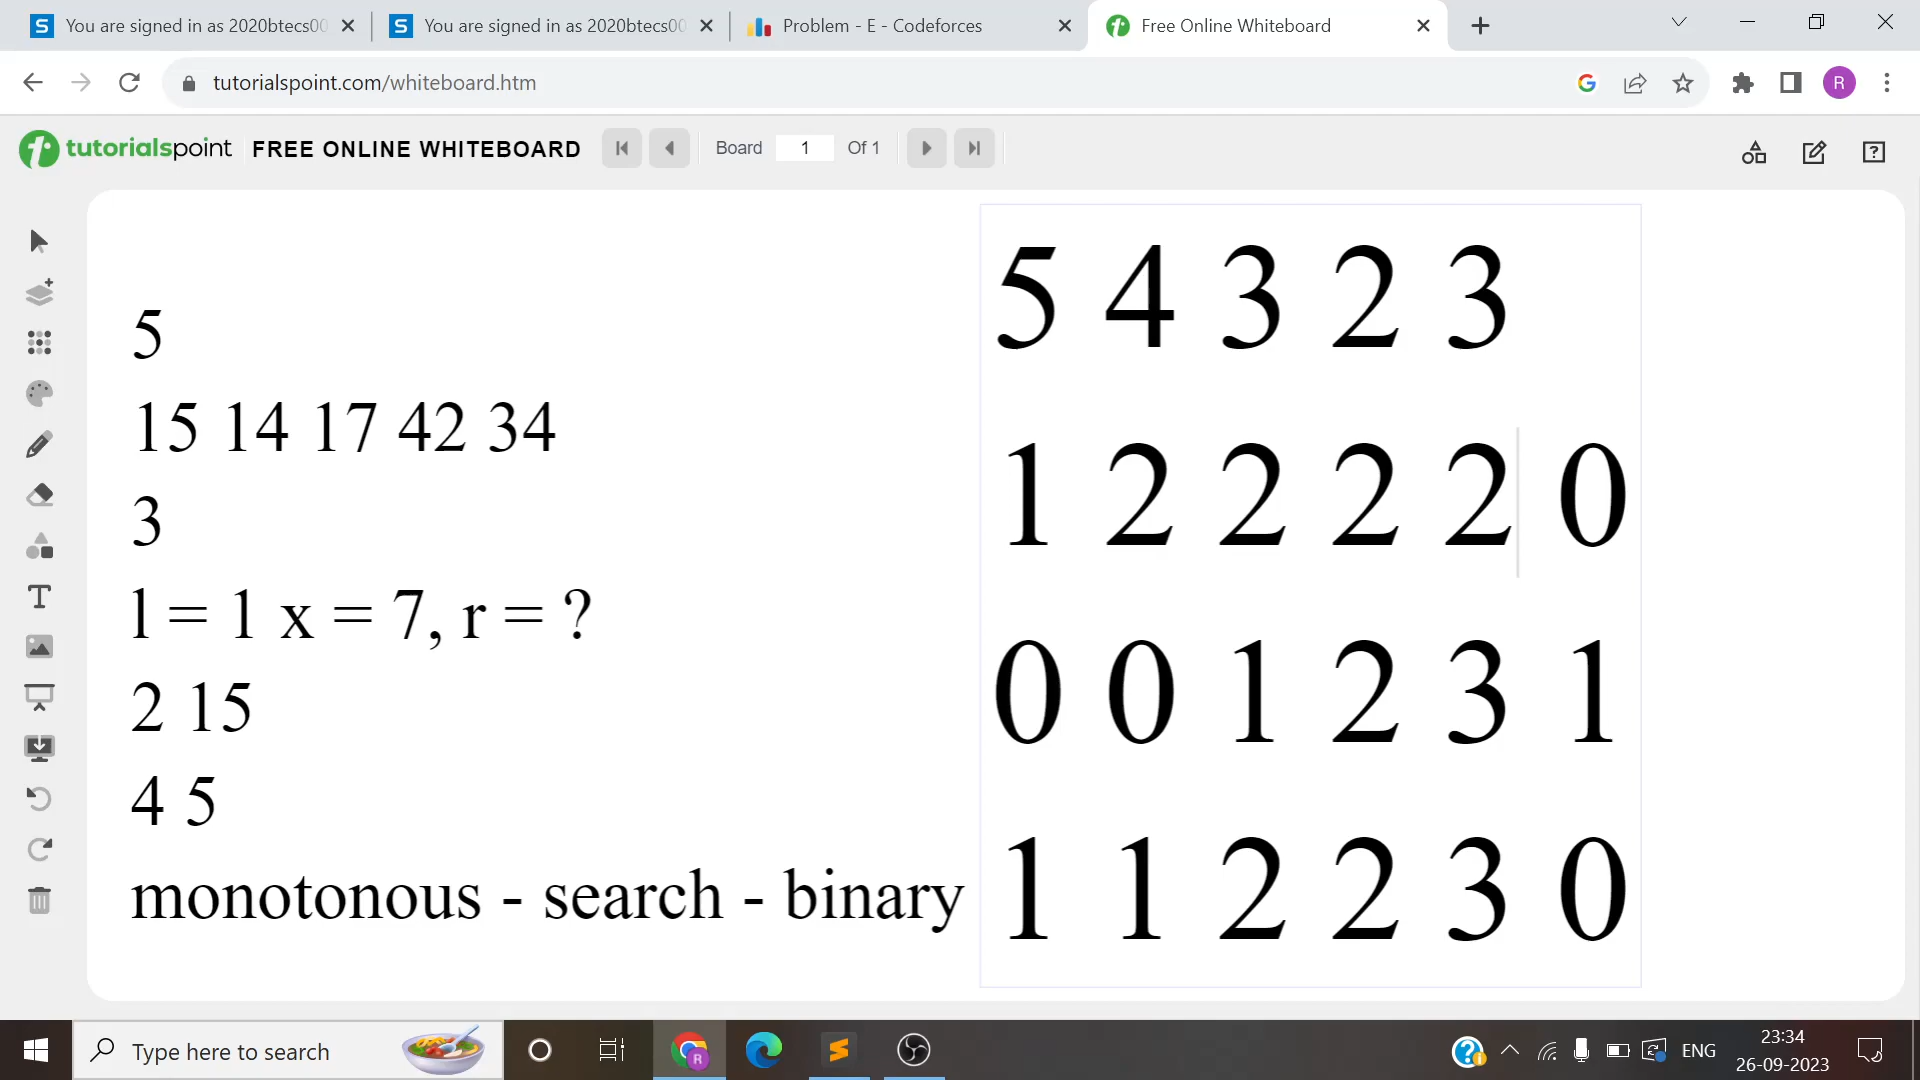 You are signed in as 2020btecs00
You are signed in as 2020btecs00
Problem - E - Codeforces
Free Online Whiteboard
tutorialspoint.com/whiteboard.htm
R
tutorialspoint
FREE ONLINE WHITEBOARD
Board 1 Of 1
5
15 14 17 42 34
3
l = 1 x = 7, r = ?
2 15
4 5
monotonous - search - binary
5 4 3 2 3
1 2 2 2 2 0
0 0 1 2 3 1
1 1 2 2 3 0
Type here to search
ENG
23:34
26-09-2023